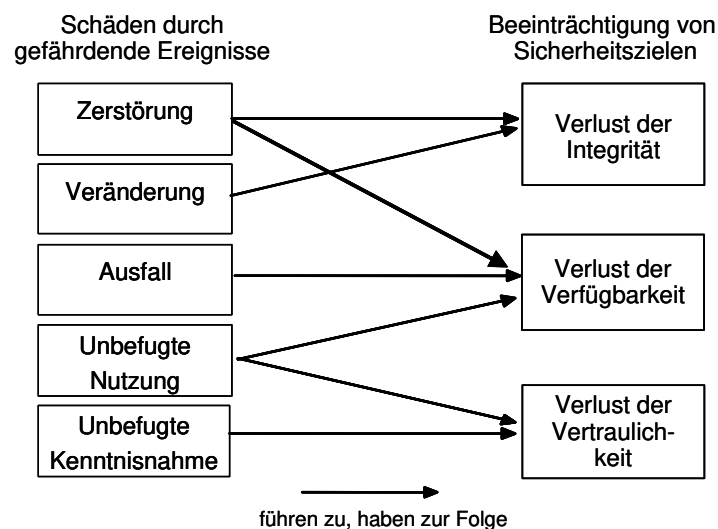 Schäden durch
gefährdende Ereignisse
Beeinträchtigung von
Sicherheitszielen
Zerstörung
Veränderung
Ausfall
Unbefugte
Nutzung
Unbefugte
Kenntnisnahme
Verlust der
Integrität
Verlust der
Verfügbarkeit
Verlust der
Vertraulich-
keit
führen zu, haben zur Folge